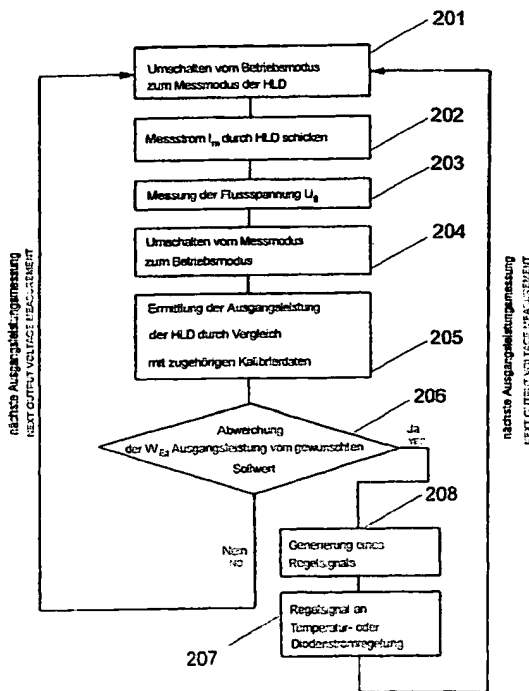 201
Umschalten vom Betriebsmodus
zum Messmodus der HLD
202
Messstrom Im durch HLD schicken
203
Messung der Flussspannung
204
Umschalten vom Messmodus
zum Betriebsmodus
205
Ermittlung der Ausgangsleistung
der HLD durch Vergleich
mit zugehörigen Kalibrierdaten
206
Abweichung
der Ausgangsleistung vom gewünschten
Sollwert
Ja
YES
Nein
NO
208
Generierung eines
Regelsignals
207
Regelsignal an
Temperatur- oder
Diodenstromregelung
nächste Ausgangsleistungsmessung
NEXT OUTPUT VOLTAGE MEASUREMENT
nächste Ausgangsleistungsmessung
NEXT OUTPUT VOLTAGE MEASUREMENT